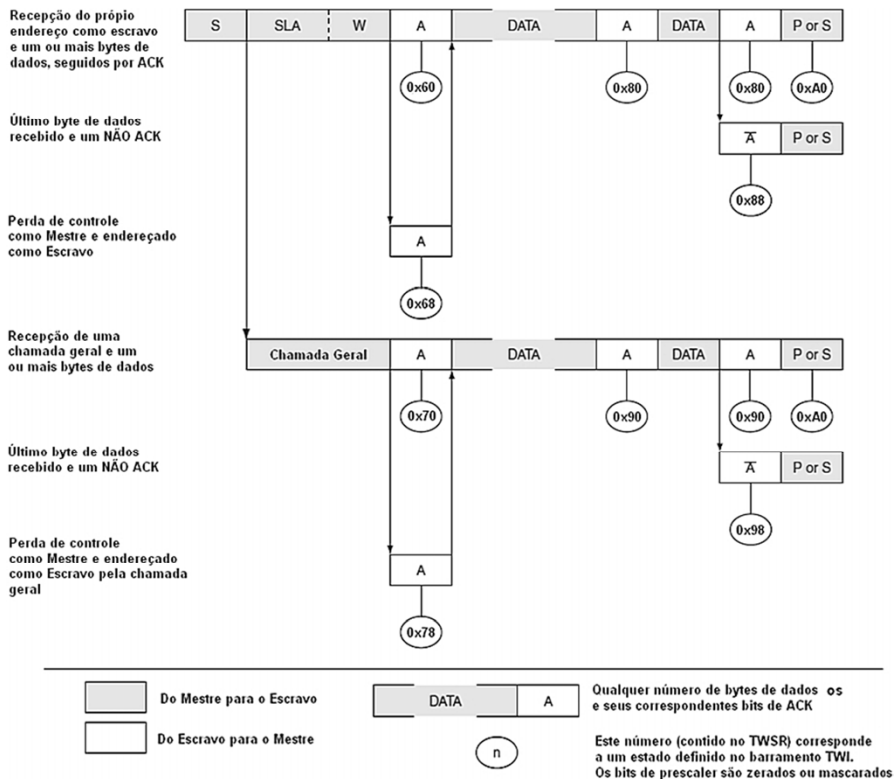 Recepção do própio
endereço como escravo
e um ou mais bytes de
dados, seguidos por ACK
S SLA W A DATA A DATA A P or S
0x60 0x80 0x80 0xA0
Último byte de dados
recebido e um NÃO ACK
A̅ P or S
0x88
Perda de controle
como Mestre e endereçado
como Escravo
A
0x68
Recepção de uma
chamada geral e um
ou mais bytes de dados
Chamada Geral A DATA A DATA A P or S
0x70 0x90 0x90 0xA0
Último byte de dados
recebido e um NÃO ACK
A̅ P or S
0x98
Perda de controle
como Mestre e endereçado
como Escravo pela chamada
geral
A
0x78
Do Mestre para o Escravo
Do Escravo para o Mestre
DATA A
Qualquer número de bytes de dados os
e seus correspondentes bits de ACK
n
Este número (contido no TWSR) corresponde
a um estado definido no barramento TWI.
Os bits de prescaler são zerados ou mascarados